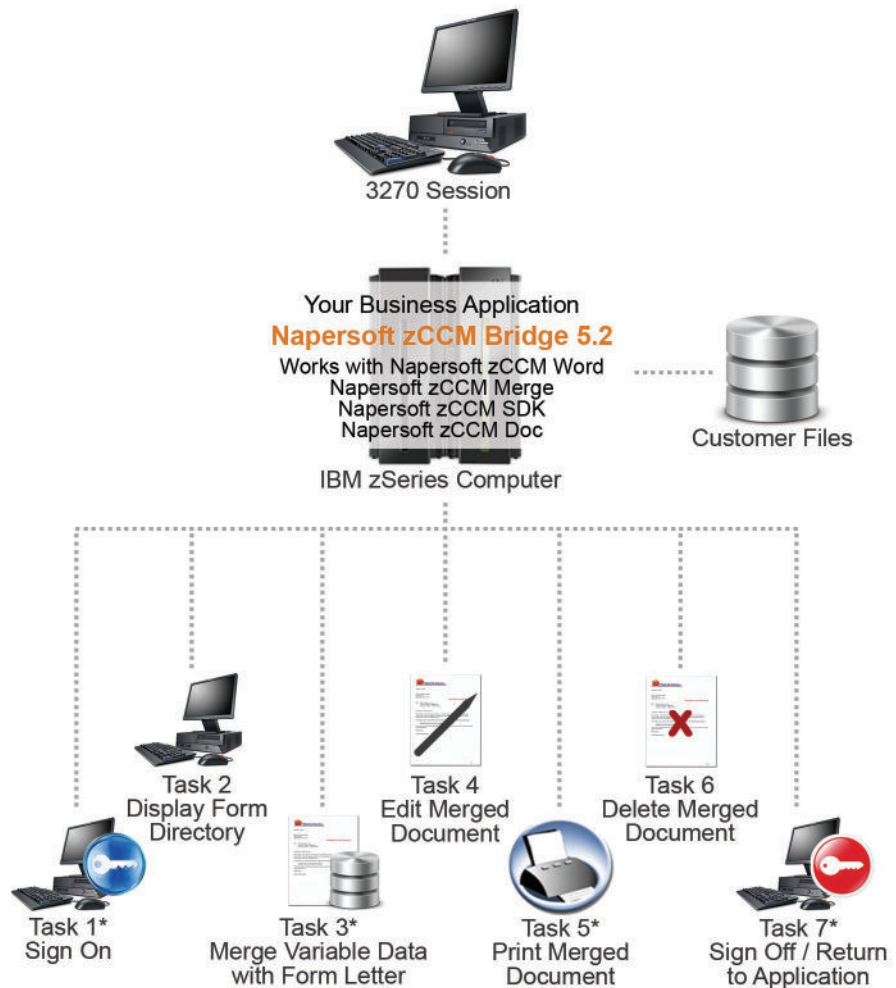 3270 Session
Your Business Application
Napersoft zCCM Bridge 5.2
Works with Napersoft zCCM Word
Napersoft zCCM Merge
Napersoft zCCM SDK
Napersoft zCCM Doc
Customer Files
IBM zSeries Computer
Task 1*
Sign On
Task 2
Display Form
Directory
Task 3*
Merge Variable Data
with Form Letter
Task 4
Edit Merged
Document
Task 5*
Print Merged
Document
Task 6
Delete Merged
Document
Task 7*
Sign Off / Return
to Application